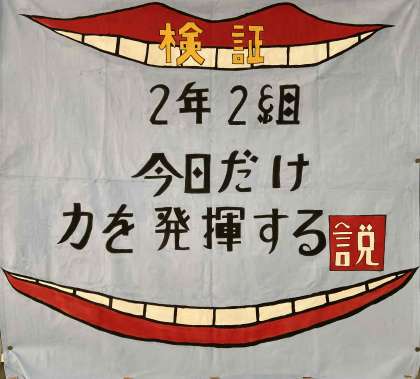 検証
2年2組
今日だけ
力を発揮する説